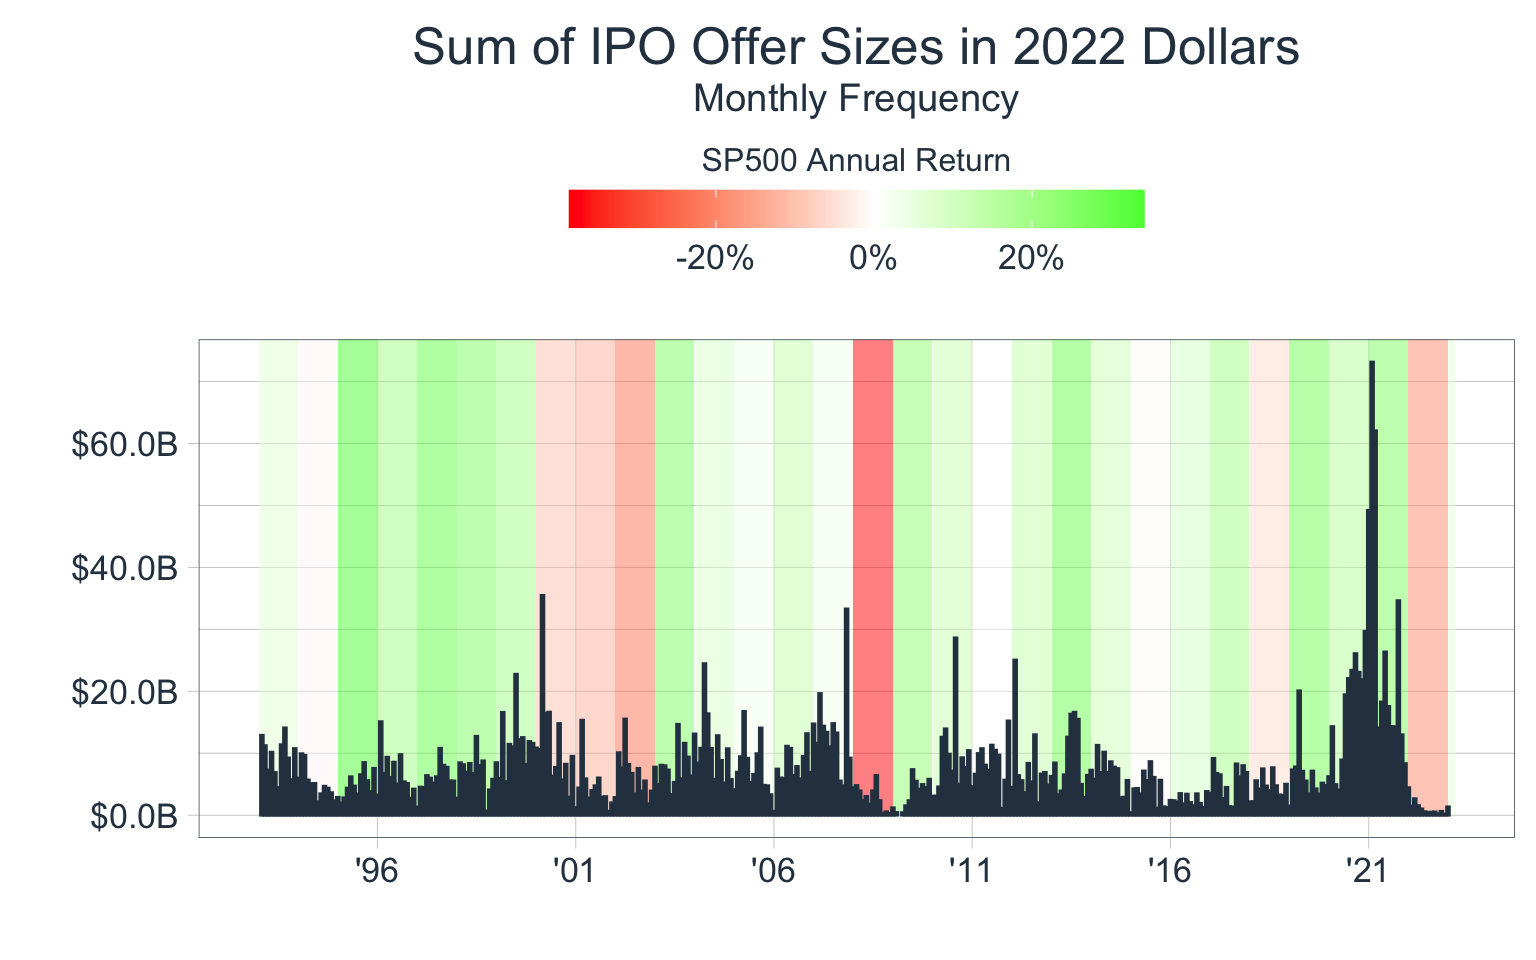 Sum of IPO Offer Sizes in 2022 Dollars
Monthly Frequency
SP500 Annual Return
-20% 0% 20%
$60.0B
$40.0B
$20.0B
$0.0B
'96 '01 '06 '11 '16 '21